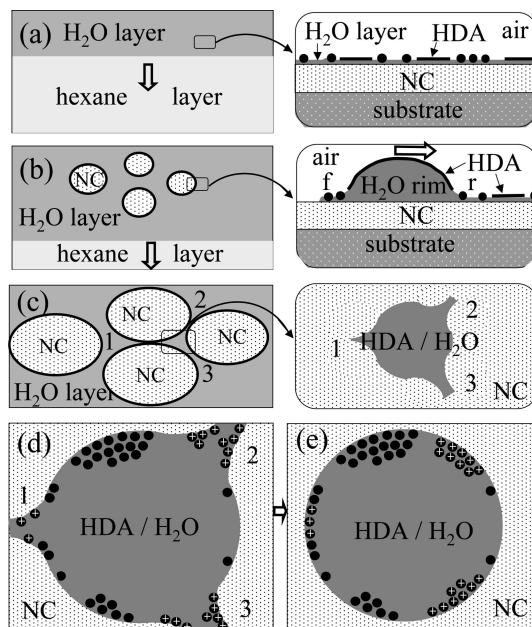 (a)
H₂O layer
hexane layer
H₂O layer HDA air
NC
substrate
(b)
NC
H₂O layer
hexane layer
air
f
H₂O rim
HDA
r
NC
substrate
(c)
NC
NC
NC
NC
1
2
3
H₂O layer
1
2
3
HDA / H₂O
NC
(d)
1
2
3
HDA / H₂O
NC
(e)
HDA / H₂O
NC